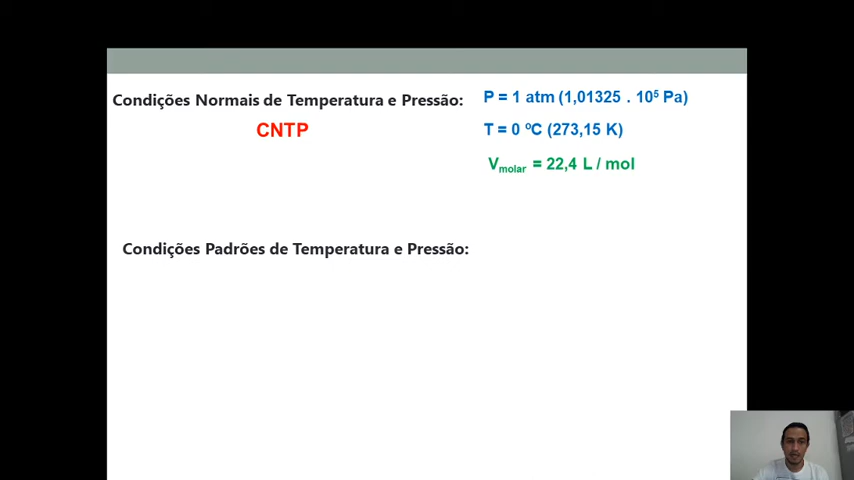 Condições Normais de Temperatura e Pressão:
P = 1 atm (1,01325 . 10⁵ Pa)
CNTP
T = 0 ºC (273,15 K)
Vmolar = 22,4 L / mol
Condições Padrões de Temperatura e Pressão: